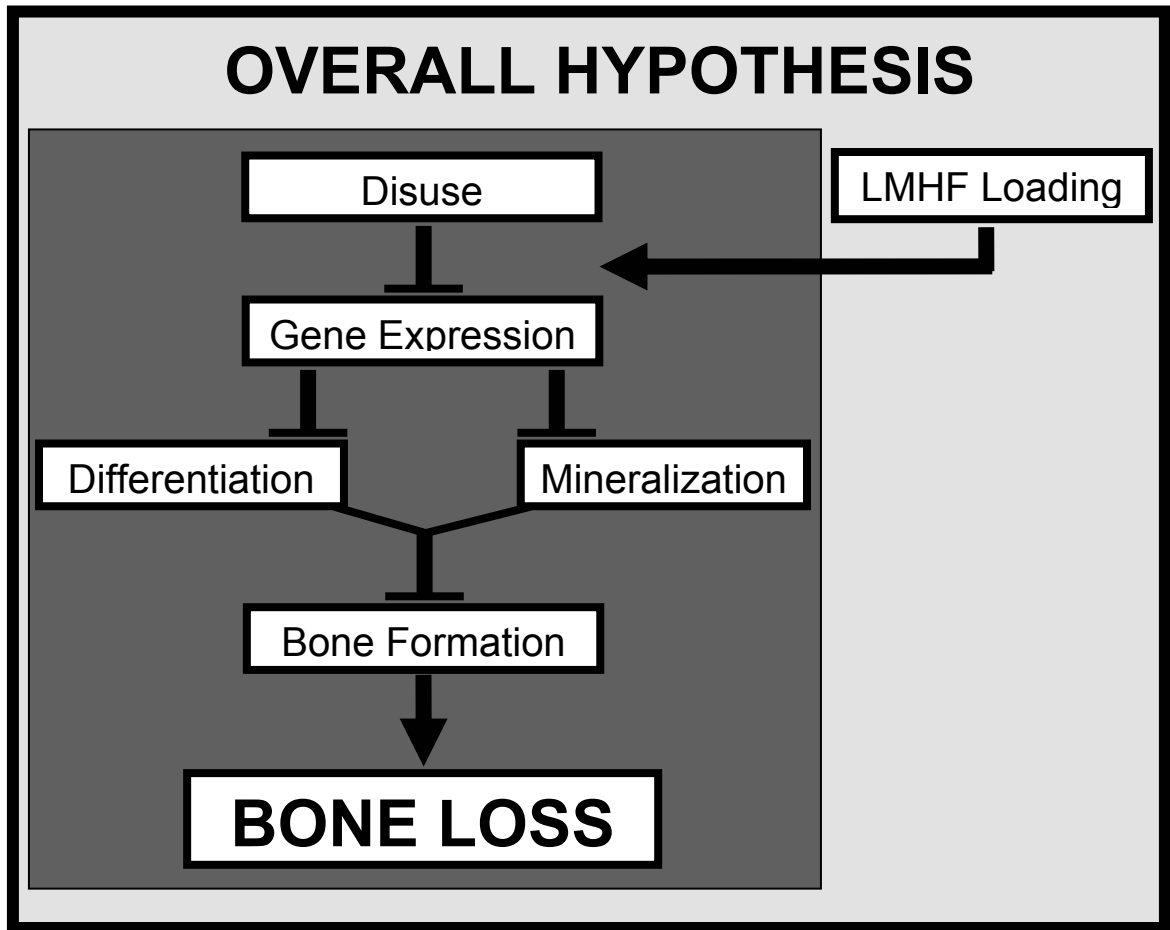 OVERALL HYPOTHESIS
Disuse
LMHF Loading
Gene Expression
Differentiation
Mineralization
Bone Formation
BONE LOSS